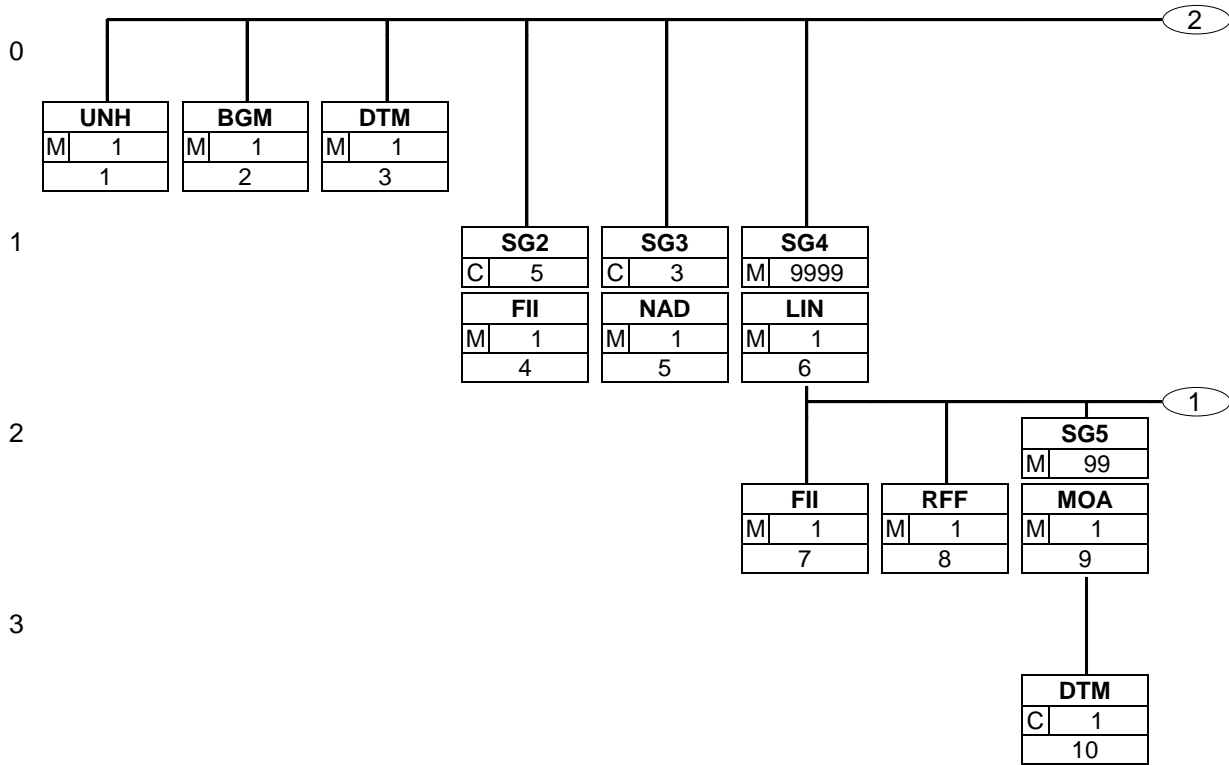 2
0
UNH BGM DTM
M 1 M 1 M 1
1 2 3
1
SG2 SG3 SG4
C 5 C 3 M 9999
FII NAD LIN
M 1 M 1 M 1
4 5 6
1
2
SG5
M 99
FII RFF MOA
M 1 M 1 M 1
7 8 9
3
DTM
C 1
10